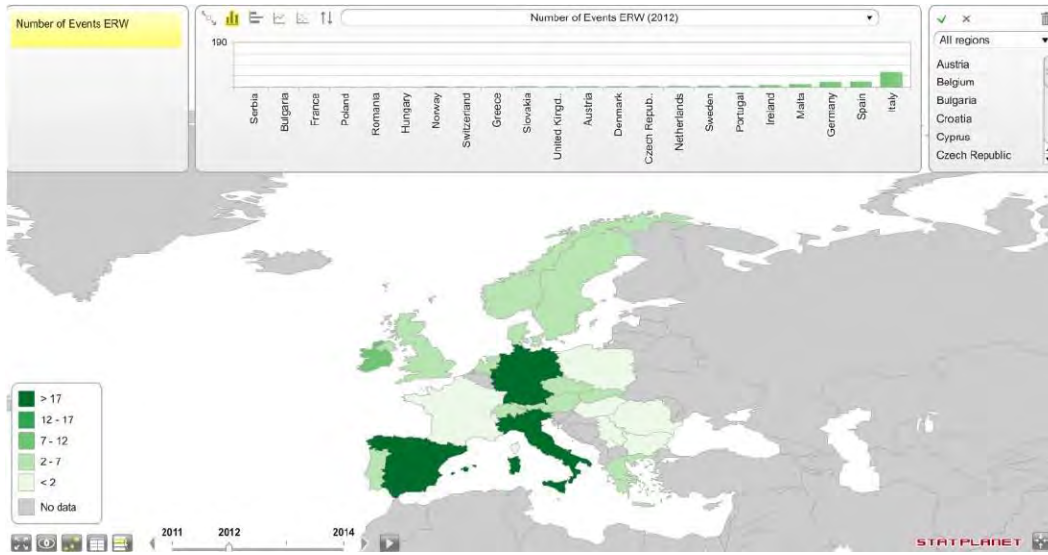 Number of Events ERW
Number of Events ERW (2012)
190
Serbia
Bulgaria
France
Poland
Romania
Hungary
Norway
Switzerland
Greece
Slovakia
United Kingd..
Austria
Denmark
Czech Repub..
Netherlands
Sweden
Portugal
Ireland
Malta
Germany
Spain
Italy
All regions
Austria
Belgium
Bulgaria
Croatia
Cyprus
Czech Republic
> 17
12 - 17
7 - 12
2 - 7
< 2
No data
2011 2012 2014
STATPLANET